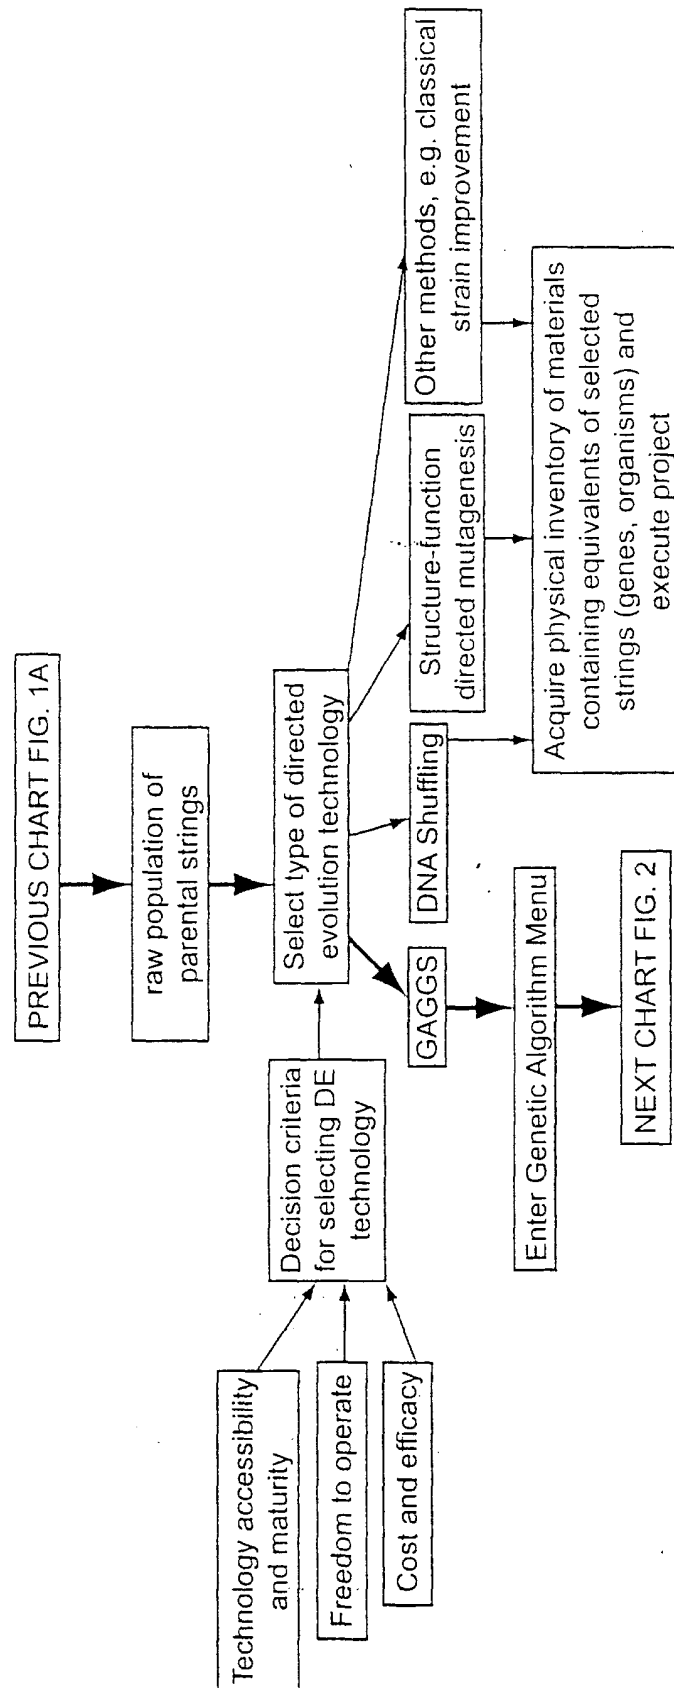 PREVIOUS CHART FIG. 1A
raw population of
parental strings
Technology accessibility
and maturity
Freedom to operate
Cost and efficacy
Decision criteria
for selecting DE
technology
Select type of directed
evolution technology
GAGGS
DNA Shuffling
Structure-function
directed mutagenesis
Other methods, e.g. classical
strain improvement
Enter Genetic Algorithm Menu
Acquire physical inventory of materials
containing equivalents of selected
strings (genes, organisms) and
execute project
NEXT CHART FIG. 2